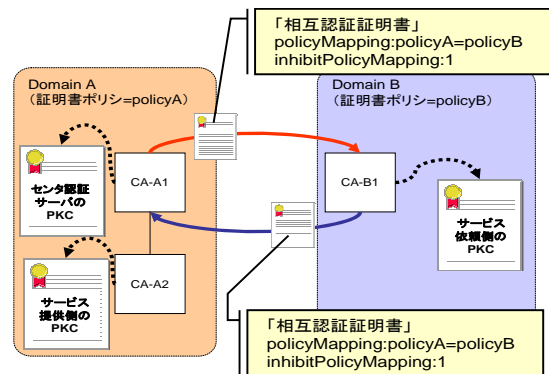 「相互認証証明書」
policyMapping:policyA=policyB
inhibitPolicyMapping:1
Domain A
（証明書ポリシ=policyA）
Domain B
（証明書ポリシ=policyB）
センタ認証
サーバの
PKC
CA-A1
CA-B1
サービス
依頼側の
PKC
サービス
提供側の
PKC
CA-A2
「相互認証証明書」
policyMapping:policyA=policyB
inhibitPolicyMapping:1